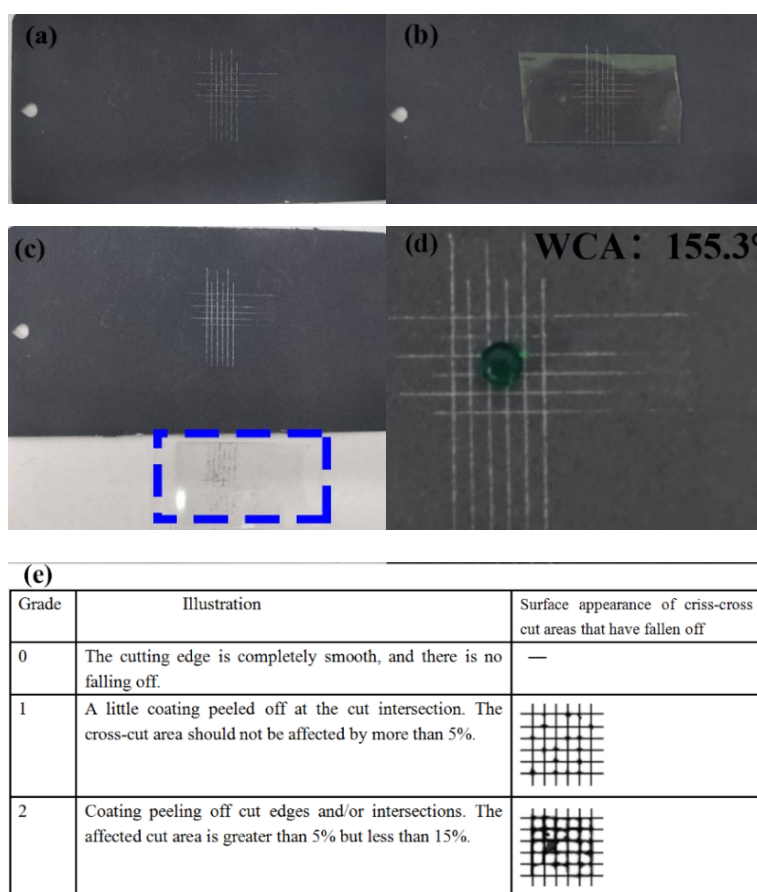 (a)
(b)
(c)
(d)
WCA： 155.3°
(e)
Grade
Illustration
Surface appearance of criss-cross
cut areas that have fallen off
0
The cutting edge is completely smooth, and there is no
falling off.
—
1
A little coating peeled off at the cut intersection. The
cross-cut area should not be affected by more than 5%.
2
Coating peeling off cut edges and/or intersections. The
affected cut area is greater than 5% but less than 15%.